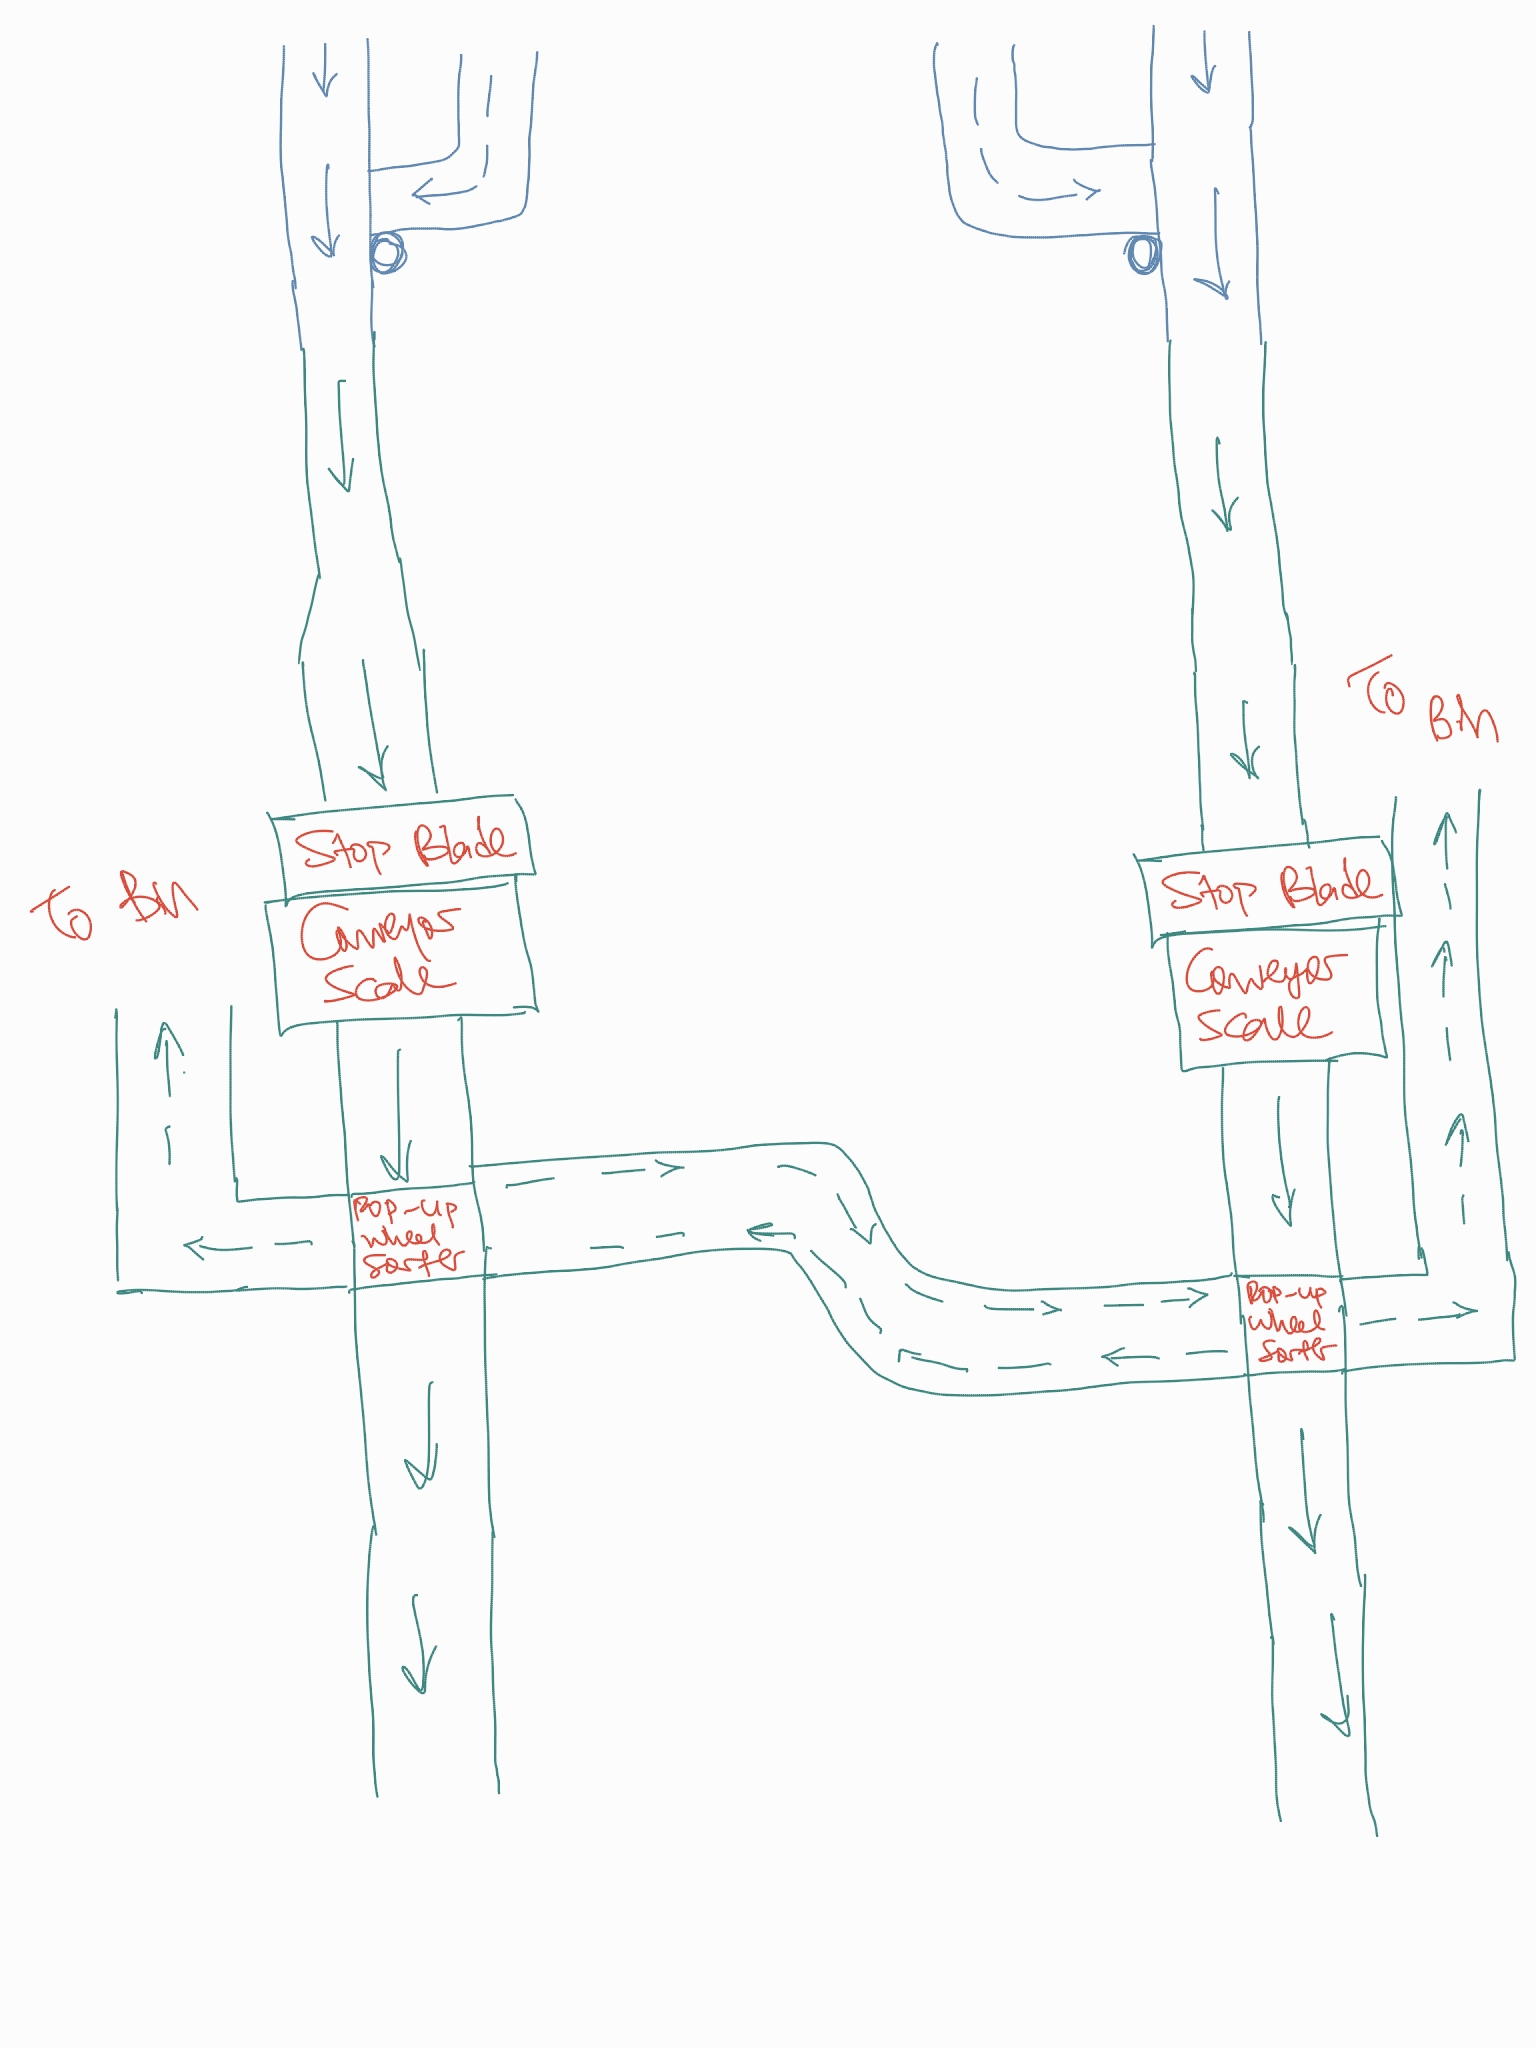 Stop Blade
Conveyor
Scale
To Bin
Pop-up
wheel
Sorter
To Bin
Stop Blade
Conveyor
Scale
Pop-up
wheel
Sorter